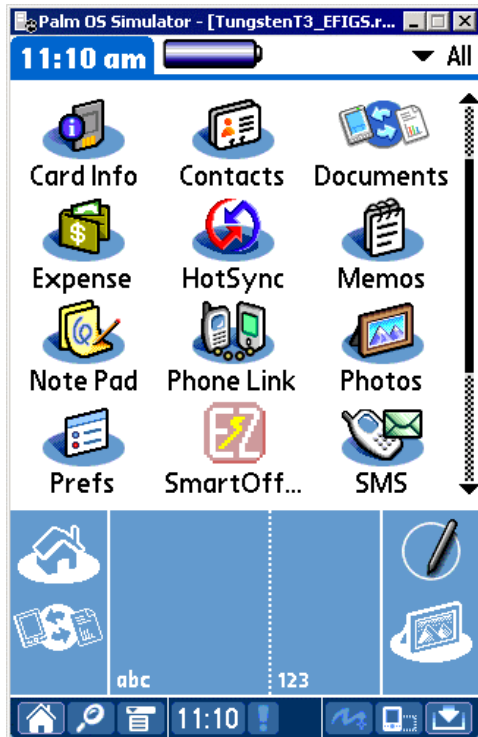 Palm OS Simulator - [TungstenT3_EFIGS.r...
11:10 am
All
Card Info Contacts Documents
Expense HotSync Memos
Note Pad Phone Link Photos
EZ
Prefs SmartOff... SMS
abc 123
11:10